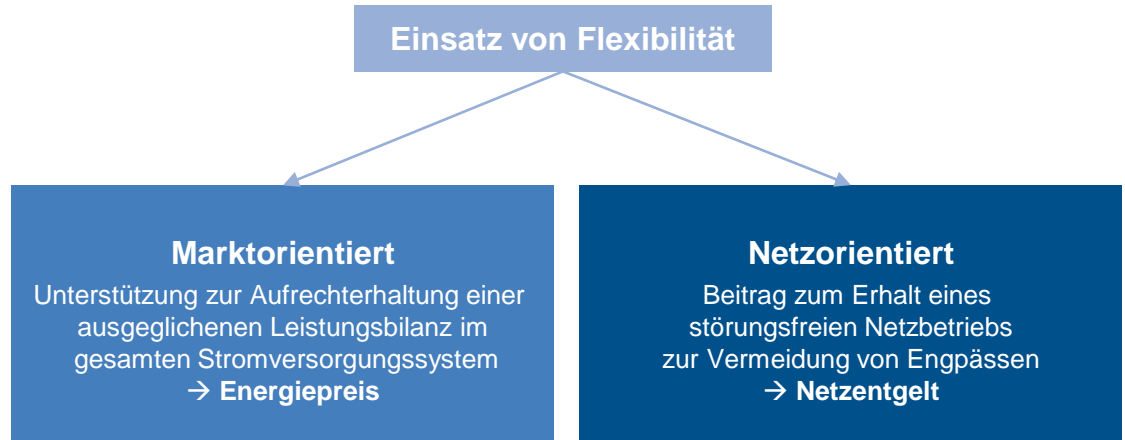 Einsatz von Flexibilität
Marktorientiert
Unterstützung zur Aufrechterhaltung einer
ausgeglichenen Leistungsbilanz im
gesamten Stromversorgungssystem
→ Energiepreis
Netzorientiert
Beitrag zum Erhalt eines
störungsfreien Netzbetriebs
zur Vermeidung von Engpässen
→ Netzentgelt